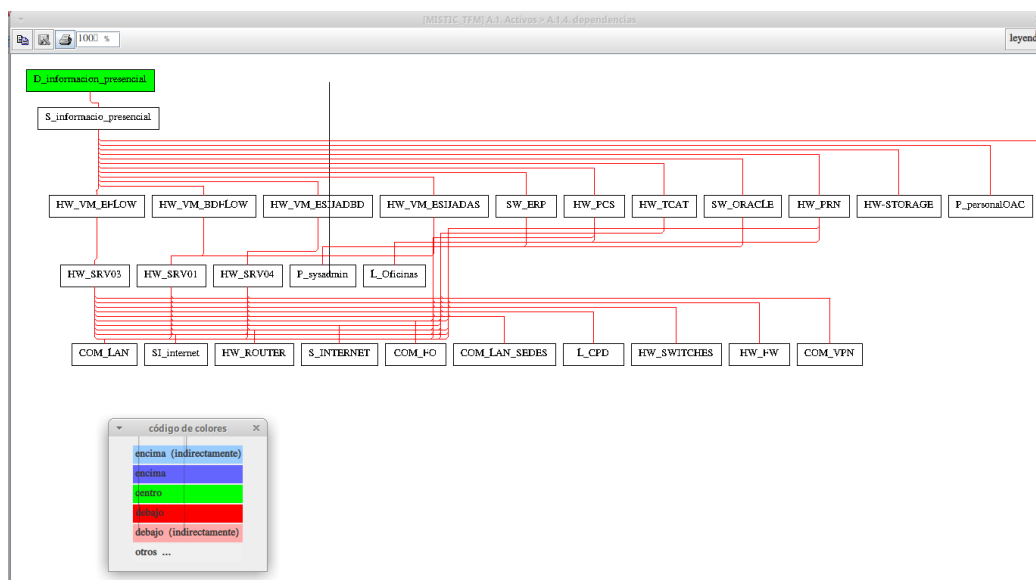 [MISTIC_TFM] A.1. Activos > A.1.4. dependencias
100 %
leyend
D_informacion_presencial
S_informacio_presencial
HW_VM_EFLOW HW_VM_BDFLOW HW_VM_ESIJADBD HW_VM_ESIJADAS SW_ERP HW_PCS HW_TCAT SW_ORACLE HW_PRN HW-STORAGE P_personalOAC
HW_SRV03 HW_SRV01 HW_SRV04 P_sysadmin L_Oficinas
COM_LAN SI_internet HW_ROUTER S_INTERNET COM_FO COM_LAN_SEDES L_CPD HW_SWITCHES HW_FW COM_VPN
código de colores
encima (indirectamente)
encima
centro
debajo
debajo (indirectamente)
otros ...